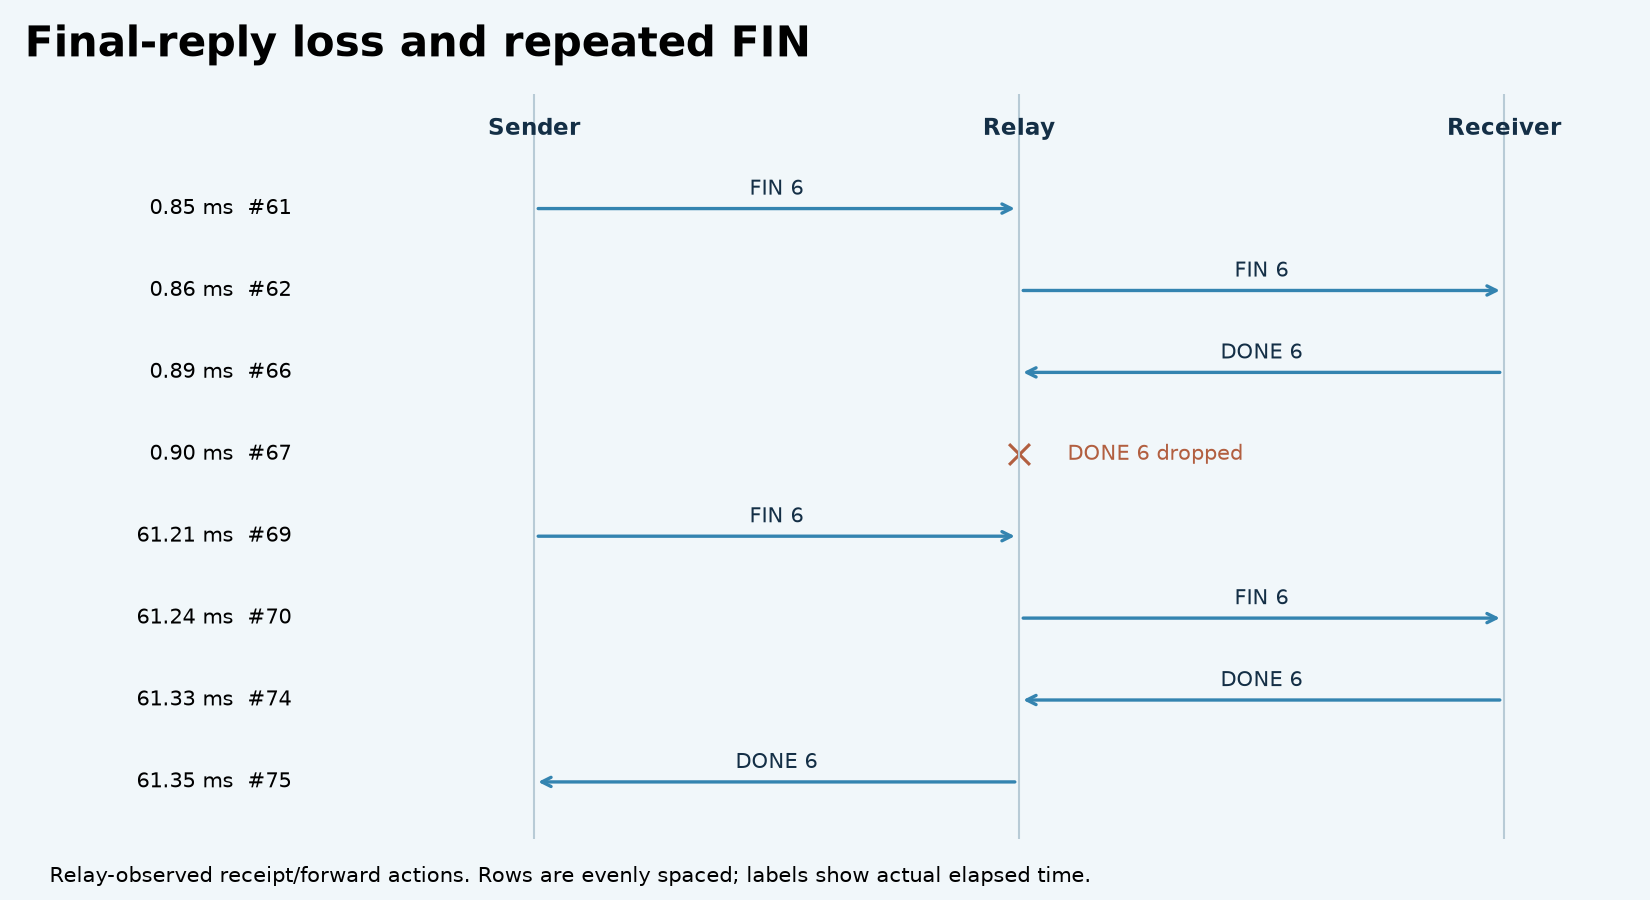 Final-reply loss and repeated FIN
Sender Relay Receiver
0.85 ms #61 FIN 6
0.86 ms #62 FIN 6
0.89 ms #66 DONE 6
0.90 ms #67 DONE 6 dropped
61.21 ms #69 FIN 6
61.24 ms #70 FIN 6
61.33 ms #74 DONE 6
61.35 ms #75 DONE 6
Relay-observed receipt/forward actions. Rows are evenly spaced; labels show actual elapsed time.